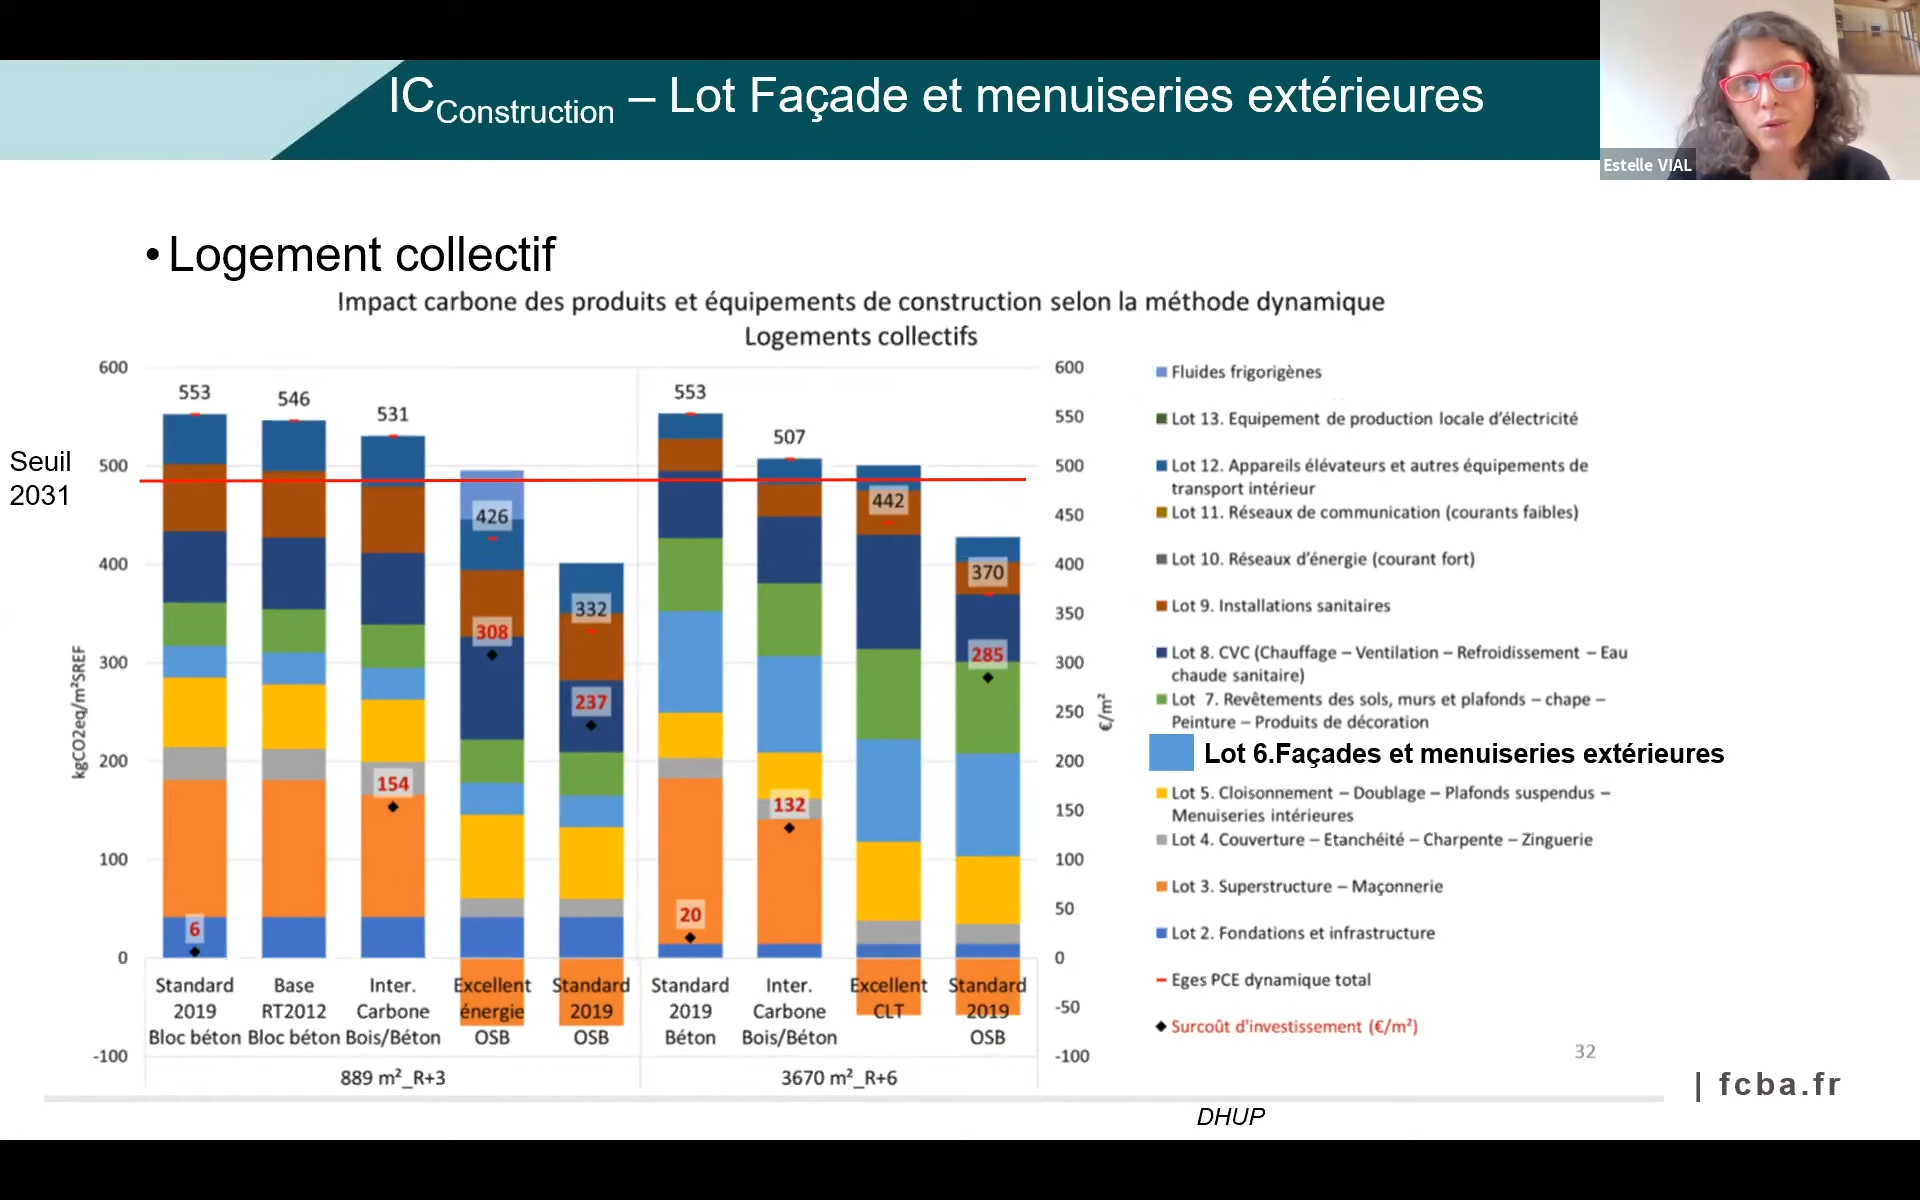 IC Construction – Lot Façade et menuiseries extérieures
Estelle VIAL
• Logement collectif
Impact carbone des produits et équipements de construction selon la méthode dynamique
Logements collectifs
Seuil
2031
kgCO2eq/m²SREF
600
500
400
300
200
100
0
-100
553
546
531
426
332
553
507
442
370
6
154
308
237
20
132
285
600
550
500
450
400
350
300
250
200
150
100
50
0
-50
-100
€/m²
Standard
2019
Bloc béton
Base
RT2012
Bloc béton
Inter.
Carbone
Bois/Béton
Excellent
énergie
OSB
Standard
2019
OSB
Standard
2019
Béton
Inter.
Carbone
Bois/Béton
Excellent
CLT
Standard
2019
OSB
889 m²_R+3
3670 m²_R+6
Fluides frigorigènes
Lot 13. Equipement de production locale d'électricité
Lot 12. Appareils élévateurs et autres équipements de
transport intérieur
Lot 11. Réseaux de communication (courants faibles)
Lot 10. Réseaux d'énergie (courant fort)
Lot 9. Installations sanitaires
Lot 8. CVC (Chauffage – Ventilation – Refroidissement – Eau
chaude sanitaire)
Lot 7. Revêtements des sols, murs et plafonds – chape –
Peinture – Produits de décoration
Lot 6.Façades et menuiseries extérieures
Lot 5. Cloisonnement – Doublage – Plafonds suspendus –
Menuiseries intérieures
Lot 4. Couverture – Etanchéité – Charpente – Zinguerie
Lot 3. Superstructure – Maçonnerie
Lot 2. Fondations et infrastructure
Eges PCE dynamique total
Surcoût d'investissement (€/m²)
32
| fcba.fr
DHUP